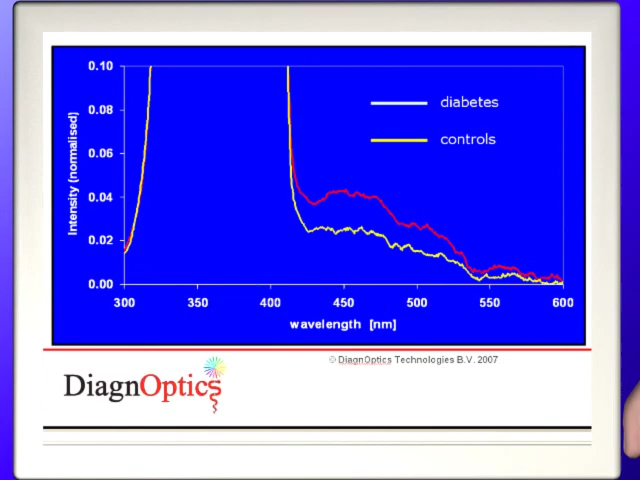 0.10
0.08
0.06
0.04
0.02
0.00
Intensity (normalised)
diabetes
controls
300 350 400 450 500 550 600
wavelength [nm]
© DiagnOptics Technologies B.V. 2007
DiagnOptics